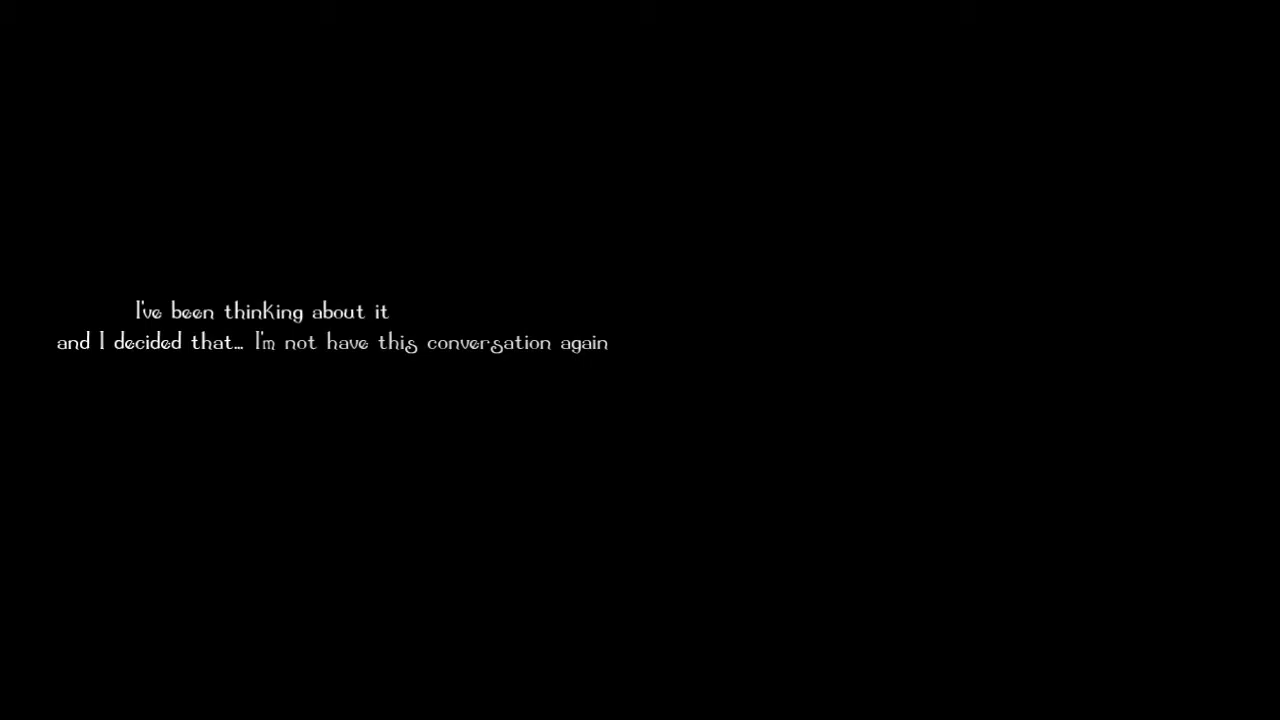 I've been thinking about it
and I decided that... I'm not have this conversation again